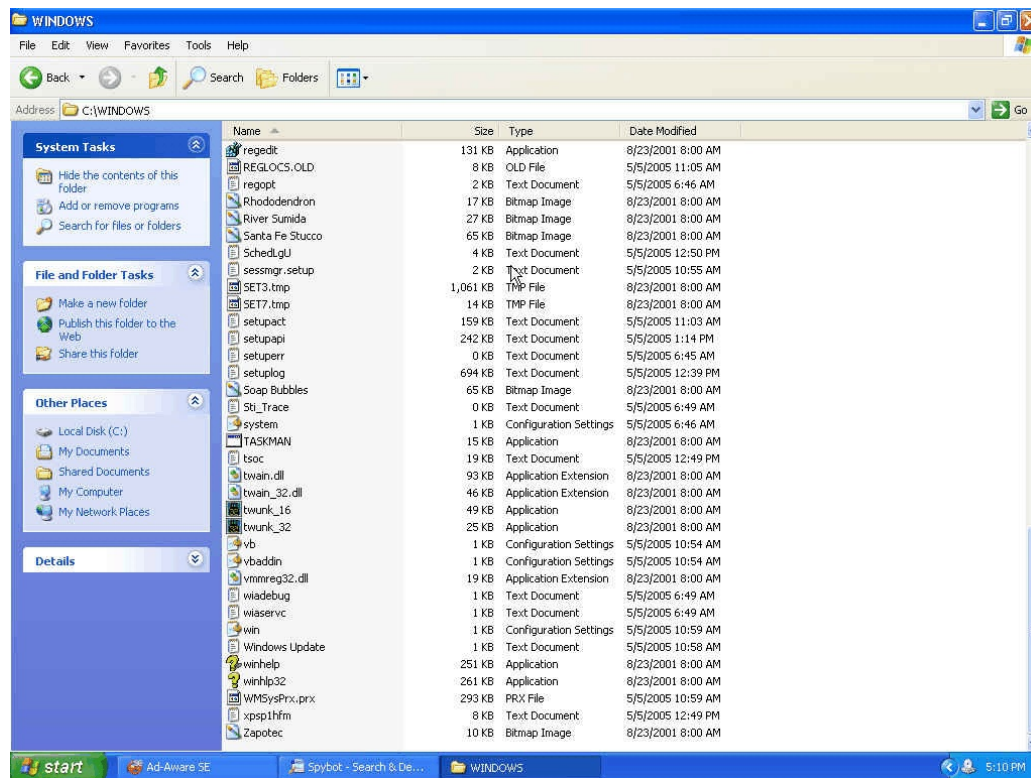 WINDOWS
File Edit View Favorites Tools Help
Back Search Folders
Address C:\WINDOWS Go
System Tasks
Hide the contents of this
folder
Add or remove programs
Search for files or folders
File and Folder Tasks
Make a new folder
Publish this folder to the
Web
Share this folder
Other Places
Local Disk (C:)
My Documents
Shared Documents
My Computer
My Network Places
Details
Name Size Type Date Modified
regedit 131 KB Application 8/23/2001 8:00 AM
REGLOCS.OLD 8 KB OLD File 5/5/2005 11:05 AM
regopt 2 KB Text Document 5/5/2005 6:46 AM
Rhododendron 17 KB Bitmap Image 8/23/2001 8:00 AM
River Sumida 27 KB Bitmap Image 8/23/2001 8:00 AM
Santa Fe Stucco 65 KB Bitmap Image 8/23/2001 8:00 AM
SchedLgU 4 KB Text Document 5/5/2005 12:50 PM
sessmgr.setup 2 KB Text Document 5/5/2005 10:55 AM
SET3.tmp 1,061 KB TMP File 8/23/2001 8:00 AM
SET7.tmp 14 KB TMP File 8/23/2001 8:00 AM
setupact 159 KB Text Document 5/5/2005 11:03 AM
setupapi 242 KB Text Document 5/5/2005 1:14 PM
setuperr 0 KB Text Document 5/5/2005 6:45 AM
setuplog 694 KB Text Document 5/5/2005 12:39 PM
Soap Bubbles 65 KB Bitmap Image 8/23/2001 8:00 AM
Sti_Trace 0 KB Text Document 5/5/2005 6:49 AM
system 1 KB Configuration Settings 5/5/2005 6:46 AM
TASKMAN 15 KB Application 8/23/2001 8:00 AM
tsoc 19 KB Text Document 5/5/2005 12:49 PM
twain.dll 93 KB Application Extension 8/23/2001 8:00 AM
twain_32.dll 46 KB Application Extension 8/23/2001 8:00 AM
twunk_16 49 KB Application 8/23/2001 8:00 AM
twunk_32 25 KB Application 8/23/2001 8:00 AM
vb 1 KB Configuration Settings 5/5/2005 10:54 AM
vbaddin 1 KB Configuration Settings 5/5/2005 10:54 AM
vmmreg32.dll 19 KB Application Extension 8/23/2001 8:00 AM
wiadebug 1 KB Text Document 5/5/2005 6:49 AM
wiaservc 1 KB Text Document 5/5/2005 6:49 AM
win 1 KB Configuration Settings 5/5/2005 10:59 AM
Windows Update 1 KB Text Document 5/5/2005 10:58 AM
winhelp 251 KB Application 8/23/2001 8:00 AM
winhlp32 261 KB Application 8/23/2001 8:00 AM
WMSysPrx.prx 293 KB PRX File 5/5/2005 10:59 AM
xpsp1hfm 8 KB Text Document 5/5/2005 12:49 PM
Zapotec 10 KB Bitmap Image 8/23/2001 8:00 AM
start Ad-Aware SE Spybot - Search & De... WINDOWS 5:10 PM